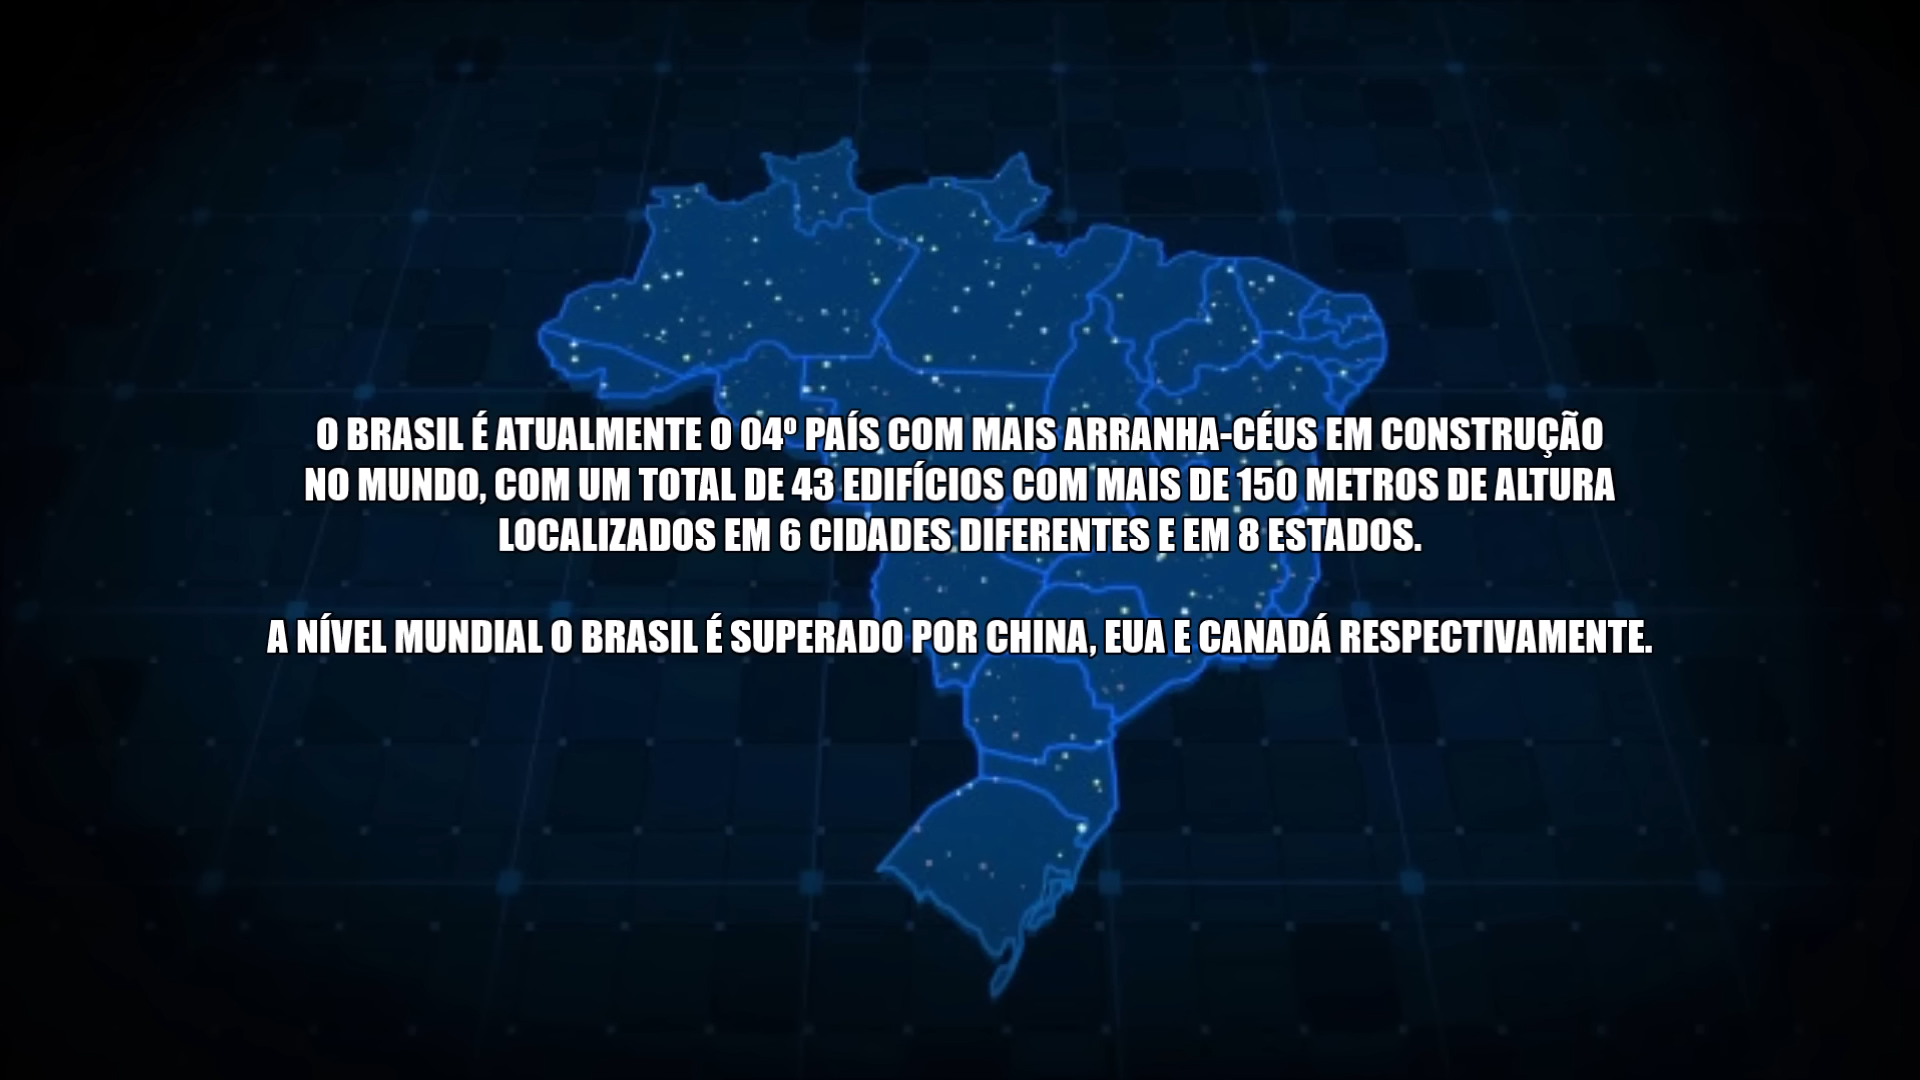 O BRASIL É ATUALMENTE O 04º PAÍS COM MAIS ARRANHA-CÉUS EM CONSTRUÇÃO
NO MUNDO, COM UM TOTAL DE 43 EDIFÍCIOS COM MAIS DE 150 METROS DE ALTURA
LOCALIZADOS EM 6 CIDADES DIFERENTES E EM 8 ESTADOS.
A NÍVEL MUNDIAL O BRASIL É SUPERADO POR CHINA, EUA E CANADÁ RESPECTIVAMENTE.